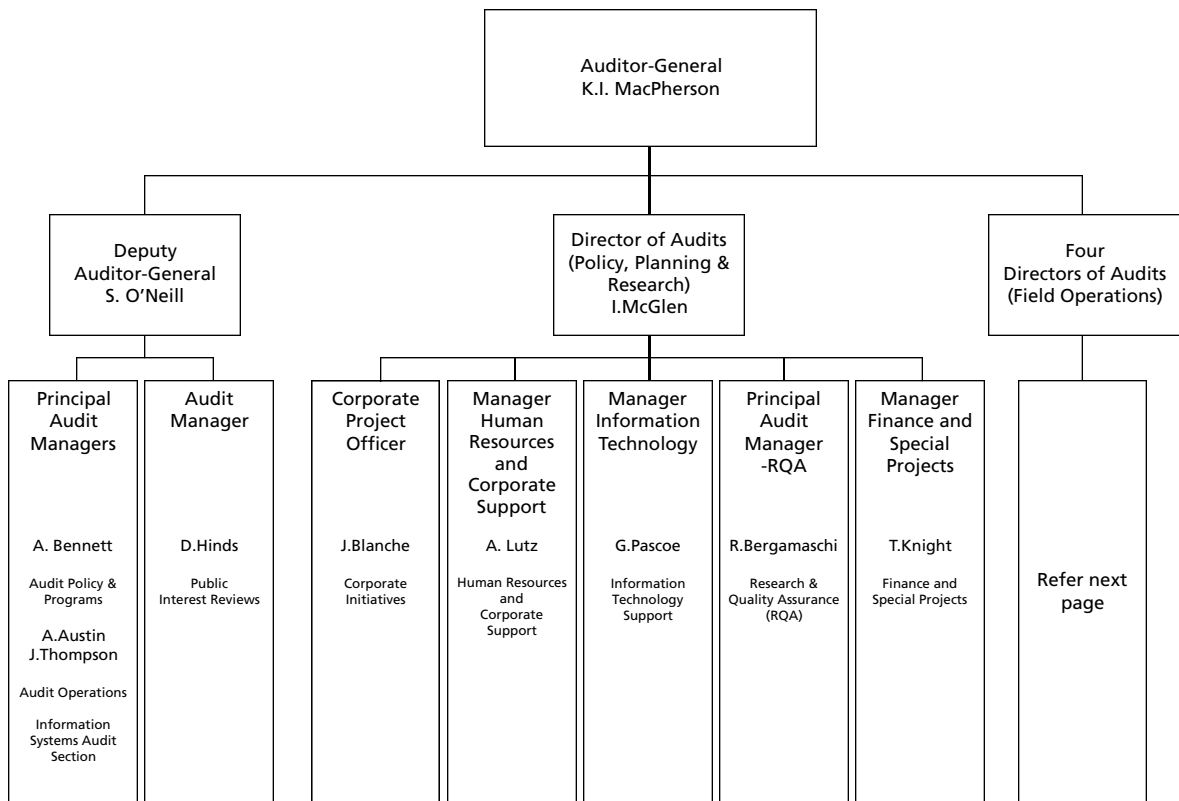 Auditor-General
K.I. MacPherson
Deputy
Auditor-General
S. O’Neill
Director of Audits
(Policy, Planning &
Research)
I.McGlen
Four
Directors of Audits
(Field Operations)
Principal
Audit
Managers
A. Bennett
Audit Policy &
Programs
A.Austin
J.Thompson
Audit Operations
Information
Systems Audit
Section
Audit
Manager
D.Hinds
Public
Interest Reviews
Corporate
Project
Officer
J.Blanche
Corporate
Initiatives
Manager
Human
Resources
and
Corporate
Support
A. Lutz
Human Resources
and
Corporate
Support
Manager
Information
Technology
G.Pascoe
Information
Technology
Support
Principal
Audit
Manager
-RQA
R.Bergamaschi
Research &
Quality Assurance
(RQA)
Manager
Finance and
Special
Projects
T.Knight
Finance and
Special Projects
Refer next
page